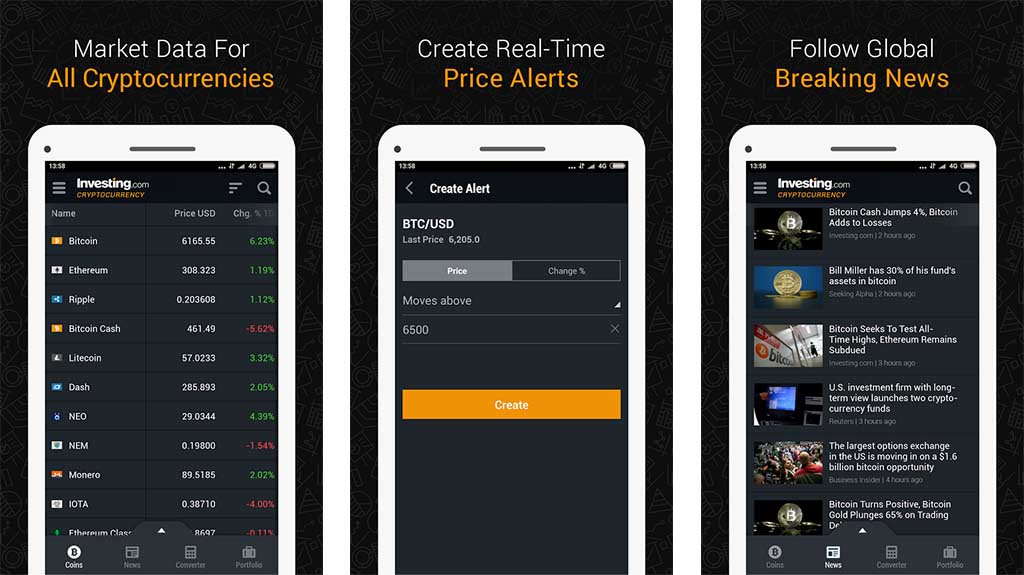 Market Data For
All Cryptocurrencies
13:58
4G
Investing.com
CRYPTOCURRENCY
Name Price USD Chg. % 1D
Bitcoin 6165.55 6.23%
Ethereum 308.323 1.19%
Ripple 0.203608 1.12%
Bitcoin Cash 461.49 -5.62%
Litecoin 57.0233 3.32%
Dash 285.893 2.05%
NEO 29.0344 4.39%
NEM 0.19800 -1.54%
Monero 89.5185 2.02%
IOTA 0.38710 -4.00%
Ethereum Class 8697 -0.11%
Coins News Converter Portfolio
Create Real-Time
Price Alerts
13:58
4G
Create Alert
BTC/USD
Last Price 6,205.0
Price Change %
Moves above
6500
Create
Follow Global
Breaking News
13:58
4G
Investing.com
CRYPTOCURRENCY
Bitcoin Cash Jumps 4%, Bitcoin
Adds to Losses
Investing.com | 2 hours ago
Bill Miller has 30% of his fund's
assets in bitcoin
Seeking Alpha | 2 hours ago
Bitcoin Seeks To Test All-
Time Highs, Ethereum Remains
Subdued
Investing.com | 3 hours ago
U.S. investment firm with long-
term view launches two crypto-
currency funds
Reuters | 3 hours ago
The largest options exchange
in the US is moving in on a $1.6
billion bitcoin opportunity
Business Insider | 4 hours ago
Bitcoin Turns Positive, Bitcoin
Gold Plunges 65% on Trading
Coins News Converter Portfolio